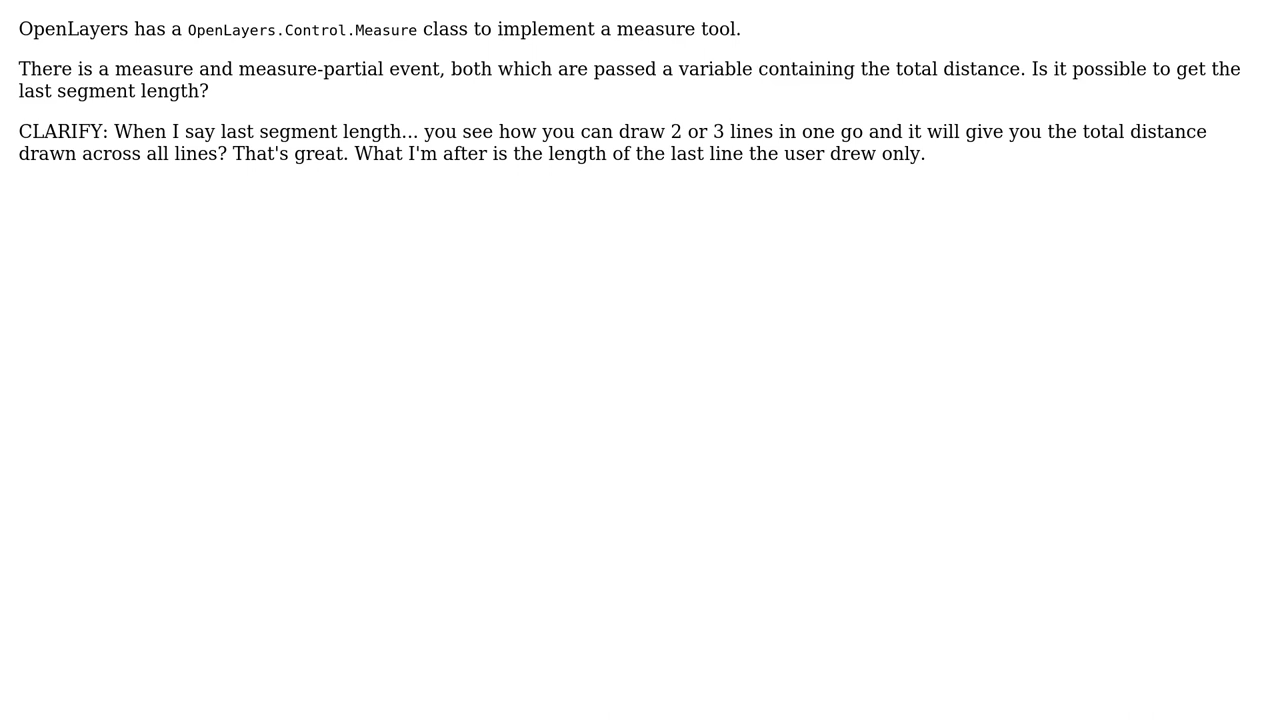 OpenLayers has a OpenLayers.Control.Measure class to implement a measure tool.
There is a measure and measure-partial event, both which are passed a variable containing the total distance. Is it possible to get the
last segment length?
CLARIFY: When I say last segment length... you see how you can draw 2 or 3 lines in one go and it will give you the total distance
drawn across all lines? That's great. What I'm after is the length of the last line the user drew only.